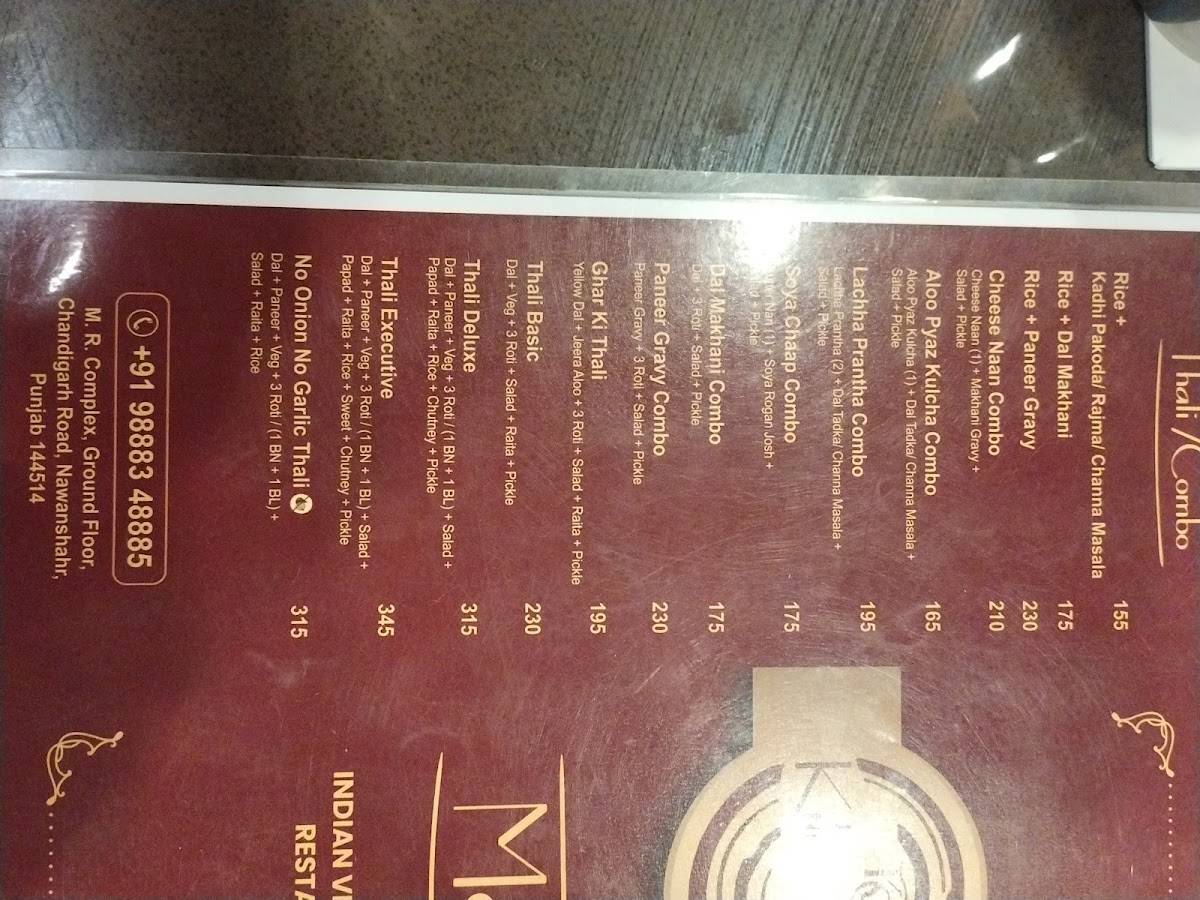 Thali / Combo
Rice +
Kadhi Pakoda/ Rajma/ Channa Masala 155
Rice + Dal Makhani 175
Rice + Paneer Gravy 230
Cheese Naan Combo 210
Cheese Naan (1) + Makhani Gravy +
Salad + Pickle
Aloo Pyaz Kulcha Combo 165
Aloo Pyaz Kulcha (1) + Dal Tadka/ Channa Masala +
Salad + Pickle
Lachha Prantha Combo 195
Lachha Prantha (2) + Dal Tadka/ Channa Masala +
Salad + Pickle
Soya Chaap Combo 175
Nan (1) + Soya Rogan Josh +
Pickle
Dal Makhani Combo 175
Dal + 3 Roti + Salad + Pickle
Paneer Gravy Combo 230
Paneer Gravy + 3 Roti + Salad + Pickle
Ghar Ki Thali 195
Yellow Dal + Jeera Aloo + 3 Roti + Salad + Raita + Pickle
Thali Basic 230
Dal + Veg + 3 Roti + Salad + Raita + Pickle
Thali Deluxe 315
Dal + Paneer + Veg + 3 Roti / (1 BN + 1 BL) + Salad +
Papad + Raita + Rice + Chutney + Pickle
Thali Executive 345
Dal + Paneer + Veg + 3 Roti / (1 BN + 1 BL) + Salad +
Papad + Raita + Rice + Sweet + Chutney + Pickle
No Onion No Garlic Thali 315
Dal + Paneer + Veg + 3 Roti / (1 BN + 1 BL) +
Salad + Raita + Rice
+91 98883 48885
M. R. Complex, Ground Floor,
Chandigarh Road, Nawanshahr,
Punjab 144514
INDIAN